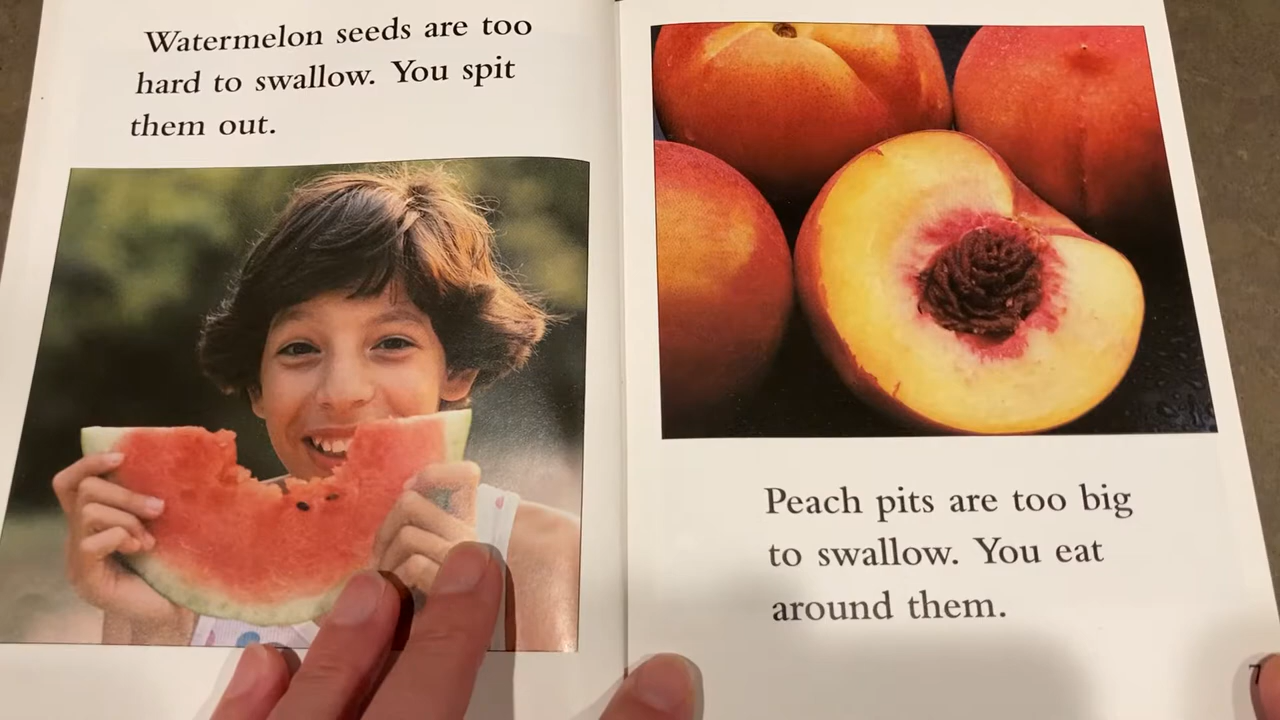 Watermelon seeds are too
hard to swallow. You spit
them out.
Peach pits are too big
to swallow. You eat
around them.
7